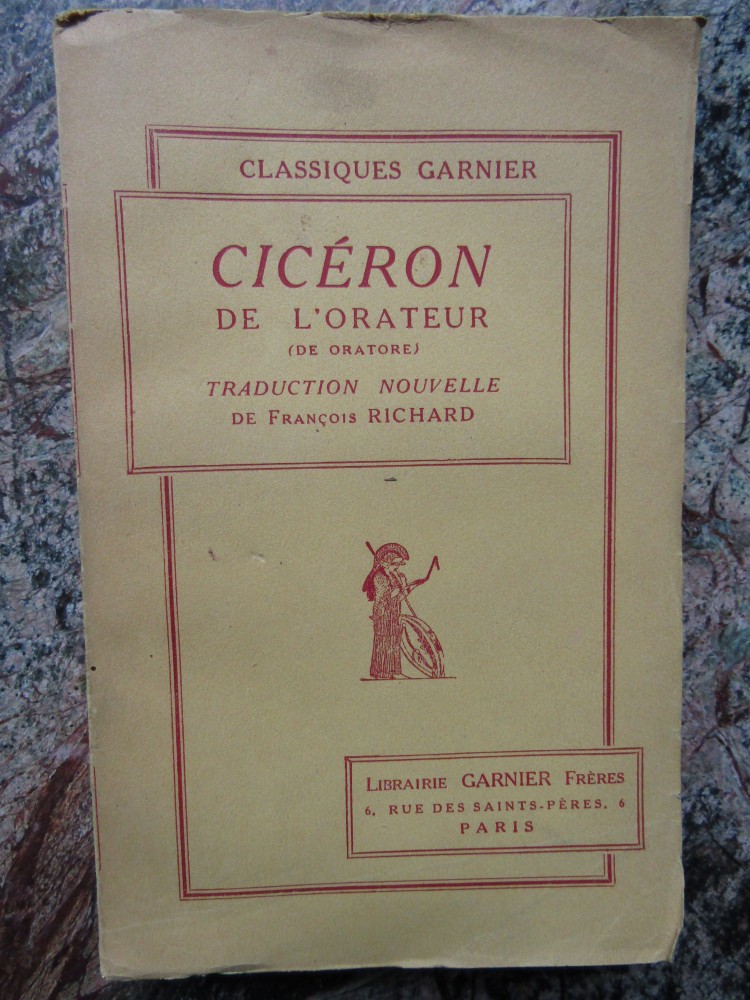 CLASSIQUES GARNIER
CICÉRON
DE L'ORATEUR
(DE ORATORE)
TRADUCTION NOUVELLE
DE FRANÇOIS RICHARD
LIBRAIRIE GARNIER FRÈRES
6, RUE DES SAINTS-PÈRES, 6
PARIS